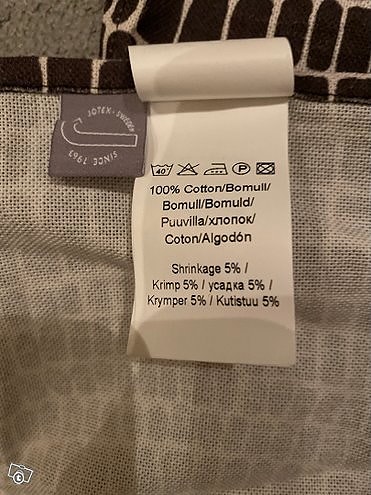 JOTEX - SWEDEN
SINCE 1963
40°
P
100% Cotton/Bomull/
Bomull/Bomuld/
Puuvilla/хлопок/
Coton/Algodón
Shrinkage 5% /
Krimp 5% / усадка 5% /
Krymper 5% / Kutistuu 5%